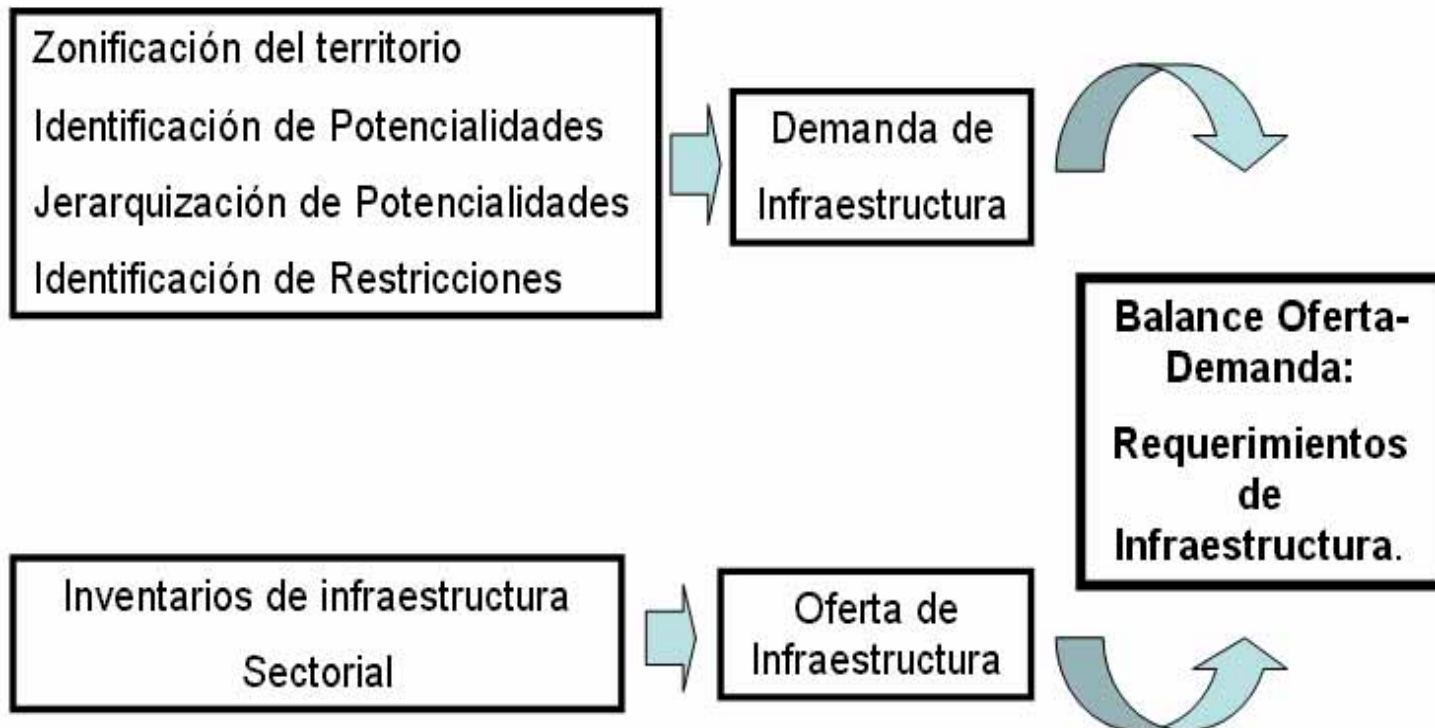 Zonificación del territorio
Identificación de Potencialidades
Jerarquización de Potencialidades
Identificación de Restricciones
Demanda de
Infraestructura
Balance Oferta-
Demanda:
Requerimientos
de
Infraestructura.
Inventarios de infraestructura
Sectorial
Oferta de
Infraestructura